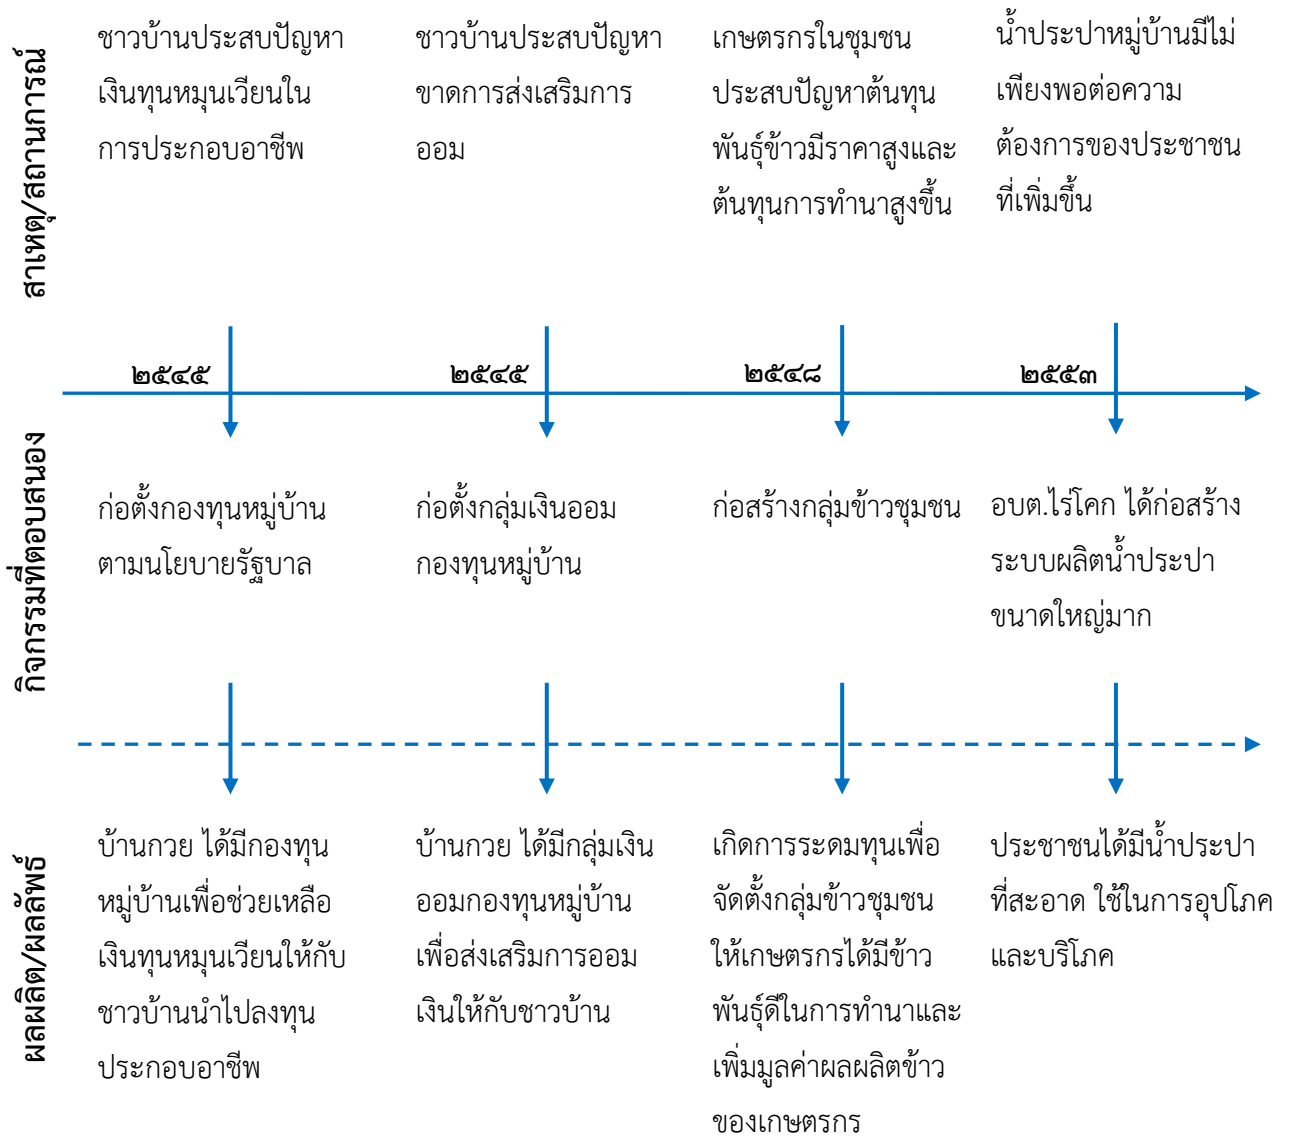 สาเหตุ/สถานการณ์
ชาวบ้านประสบปัญหา
เงินทุนหมุนเวียนใน
การประกอบอาชีพ
ชาวบ้านประสบปัญหา
ขาดการส่งเสริมการ
ออม
เกษตรกรในชุมชน
ประสบปัญหาต้นทุน
พันธุ์ข้าวมีราคาสูงและ
ต้นทุนการทำนาสูงขึ้น
น้ำประปาหมู่บ้านมีไม่
เพียงพอต่อความ
ต้องการของประชาชน
ที่เพิ่มขึ้น
๒๕๔๕
๒๕๔๕
๒๕๔๘
๒๕๕๓
กิจกรรมที่ตอบสนอง
ก่อตั้งกองทุนหมู่บ้าน
ตามนโยบายรัฐบาล
ก่อตั้งกลุ่มเงินออม
กองทุนหมู่บ้าน
ก่อสร้างกลุ่มข้าวชุมชน
อบต.ไร่โคก ได้ก่อสร้าง
ระบบผลิตน้ำประปา
ขนาดใหญ่มาก
ผลผลิต/ผลลัพธ์
บ้านกวย ได้มีกองทุน
หมู่บ้านเพื่อช่วยเหลือ
เงินทุนหมุนเวียนให้กับ
ชาวบ้านนำไปลงทุน
ประกอบอาชีพ
บ้านกวย ได้มีกลุ่มเงิน
ออมกองทุนหมู่บ้าน
เพื่อส่งเสริมการออม
เงินให้กับชาวบ้าน
เกิดการระดมทุนเพื่อ
จัดตั้งกลุ่มข้าวชุมชน
ให้เกษตรกรได้มีข้าว
พันธุ์ดีในการทำนาและ
เพิ่มมูลค่าผลผลิตข้าว
ของเกษตรกร
ประชาชนได้มีน้ำประปา
ที่สะอาด ใช้ในการอุปโภค
และบริโภค